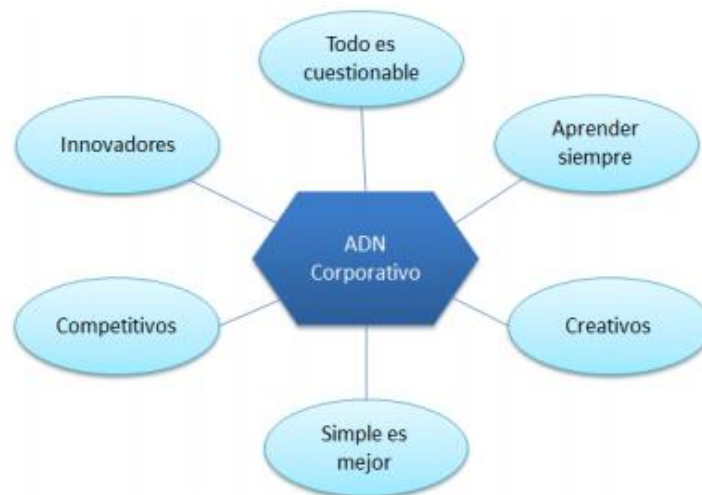 Todo es
cuestionable
Innovadores
Aprender
siempre
ADN
Corporativo
Competitivos
Creativos
Simple es
mejor